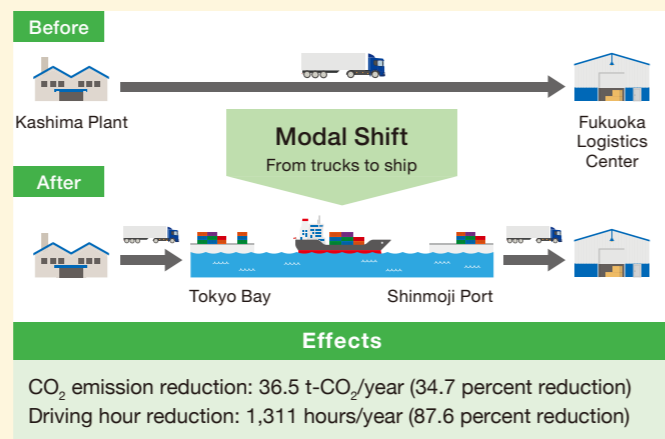 Before
Kashima Plant
Fukuoka
Logistics
Center
Modal Shift
From trucks to ship
After
Tokyo Bay
Shinmoji Port
Effects
CO₂ emission reduction: 36.5 t-CO₂/year (34.7 percent reduction)
Driving hour reduction: 1,311 hours/year (87.6 percent reduction)